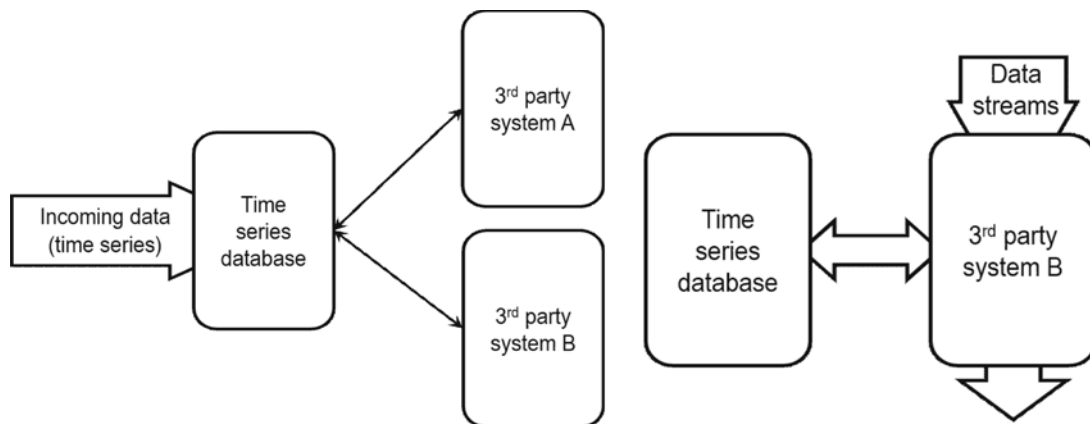 Incoming data
(time series)
Time
series
database
3rd party
system A
3rd party
system B
Time
series
database
Data
streams
3rd party
system B